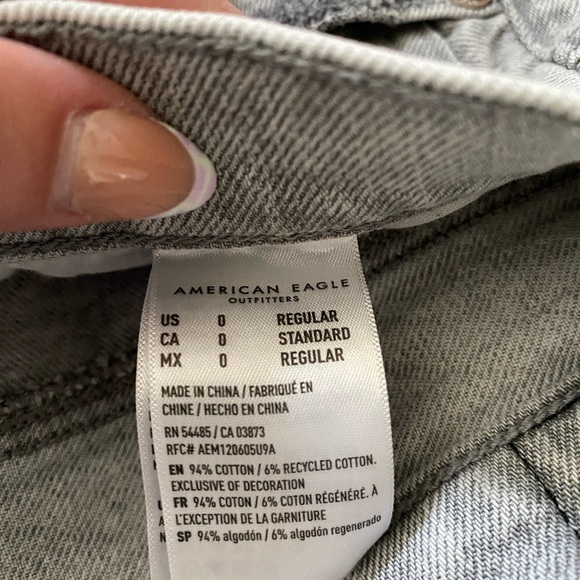 AMERICAN EAGLE
OUTFITTERS
US 0 REGULAR
CA 0 STANDARD
MX 0 REGULAR
MADE IN CHINA / FABRIQUÉ EN
CHINE / HECHO EN CHINA
RN 54485 / CA 03873
RFC# AEM120605U9A
EN 94% COTTON / 6% RECYCLED COTTON.
EXCLUSIVE OF DECORATION
FR 94% COTON / 6% COTON RÉGÉNÉRÉ. À
L'EXCEPTION DE LA GARNITURE
SP 94% algodón / 6% algodón regenerado